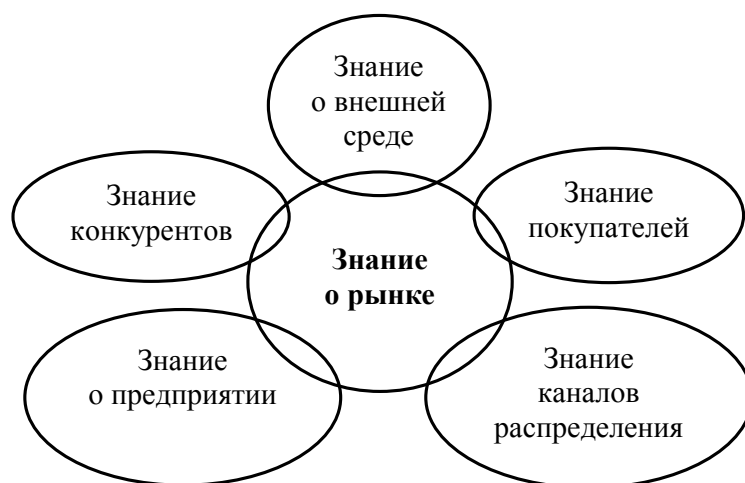 Знание
о внешней
среде
Знание
конкурентов
Знание
покупателей
Знание
о рынке
Знание
о предприятии
Знание
каналов
распределения